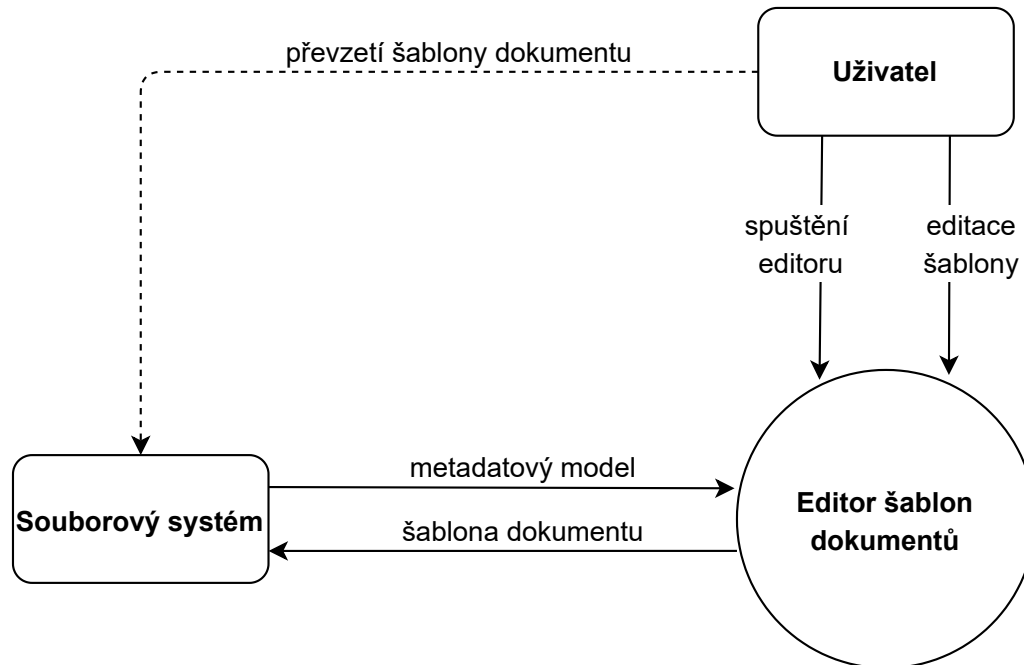 převzetí šablony dokumentu
Uživatel
spuštění
editoru
editace
šablony
metadatový model
Souborový systém
šablona dokumentu
Editor šablon
dokumentů